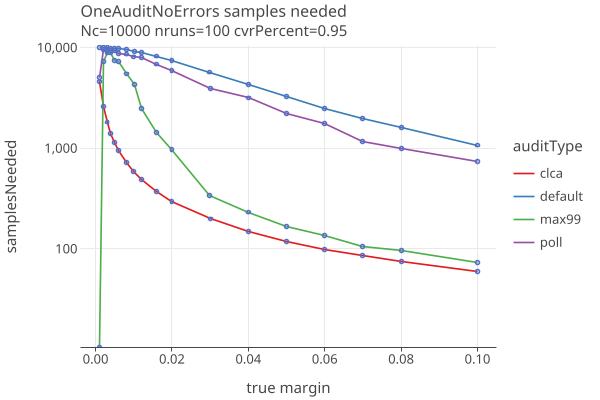 OneAuditNoErrors samples needed
Nc=10000 nruns=100 cvrPercent=0.95
10,000
1,000
100
samplesNeeded
0.00
0.02
0.04
0.06
0.08
0.10
true margin
auditType
clca
default
max99
poll